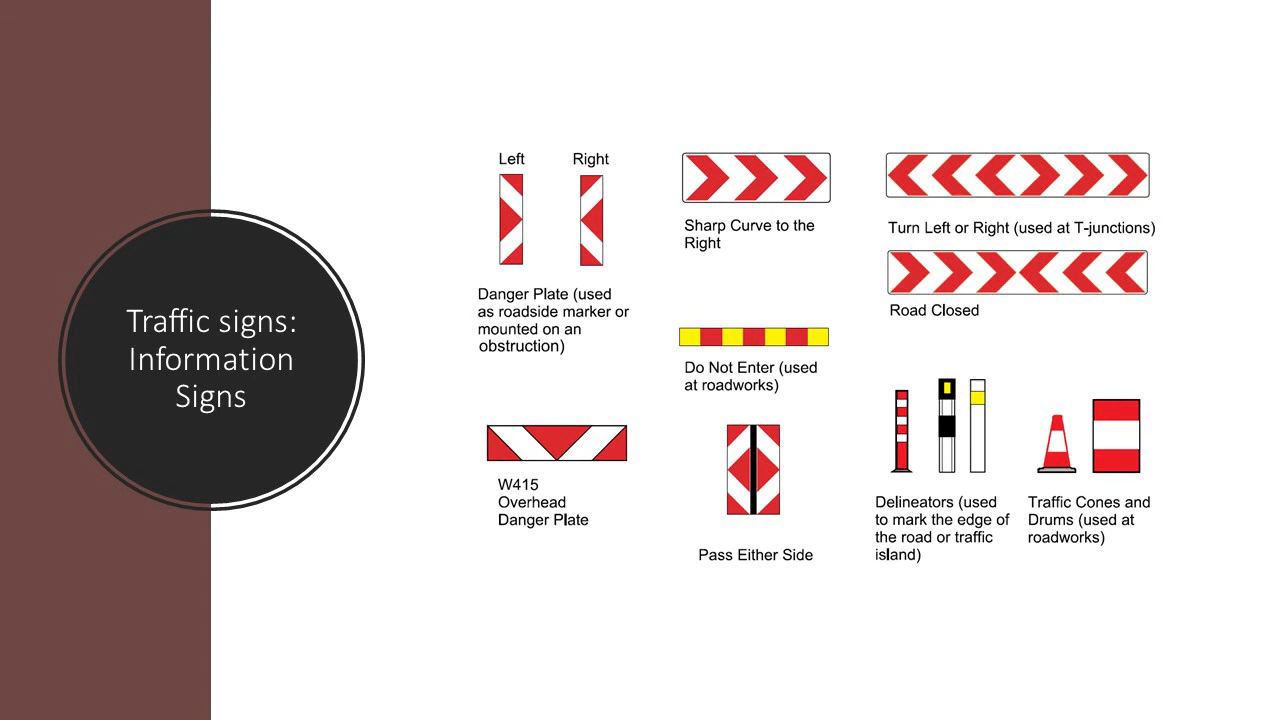 Traffic signs:
Information
Signs
Left
Right
Danger Plate (used
as roadside marker or
mounted on an
obstruction)
Sharp Curve to the
Right
Turn Left or Right (used at T-junctions)
Road Closed
Do Not Enter (used
at roadworks)
W415
Overhead
Danger Plate
Pass Either Side
Delineators (used
to mark the edge of
the road or traffic
island)
Traffic Cones and
Drums (used at
roadworks)